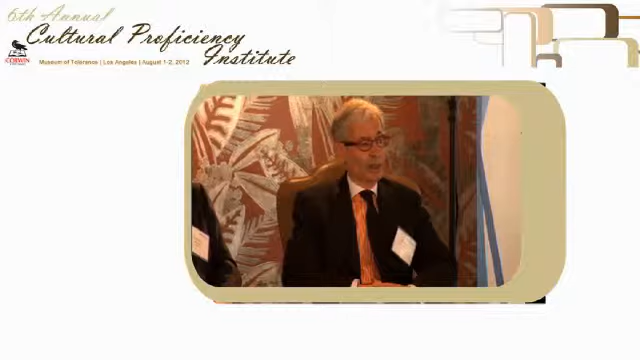 6th Annual
Cultural Proficiency
Institute
CORWIN
Museum of Tolerance | Los Angeles | August 1-2, 2012